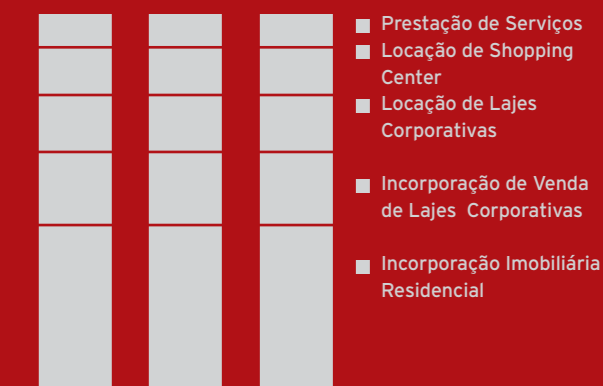 Prestação de Serviços
Locação de Shopping
Center
Locação de Lajes
Corporativas
Incorporação de Venda
de Lajes Corporativas
Incorporação Imobiliária
Residencial